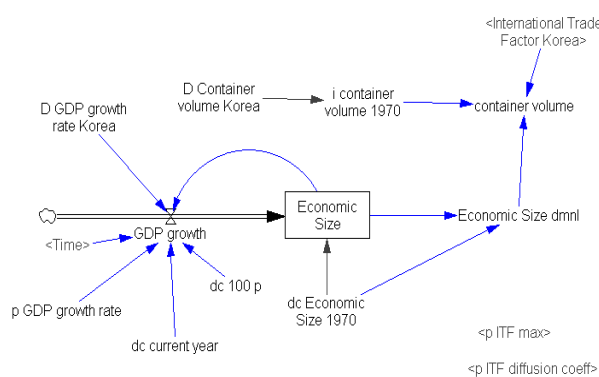 <International Trade
Factor Korea>
D Container
volume Korea
i container
volume 1970
container volume
D GDP growth
rate Korea
Economic
Size
Economic Size dmnl
GDP growth
<Time>
dc 100 p
p GDP growth rate
dc Economic
Size 1970
dc current year
<p ITF max>
<p ITF diffusion coeff>